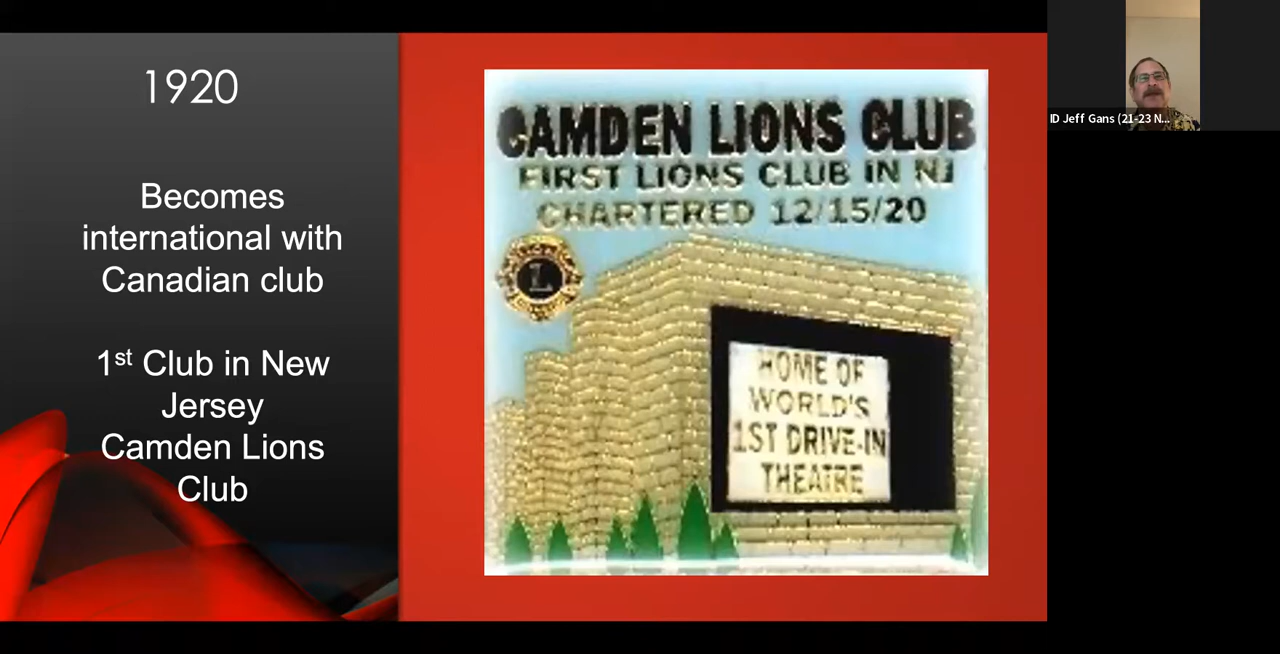 1920
Becomes
international with
Canadian club
1st Club in New
Jersey
Camden Lions
Club
CAMDEN LIONS CLUB
FIRST LIONS CLUB IN NJ
CHARTERED 12/15/20
L
HOME OF
WORLD'S
1ST DRIVE-IN
THEATRE
ID Jeff Gans (21-23 N...